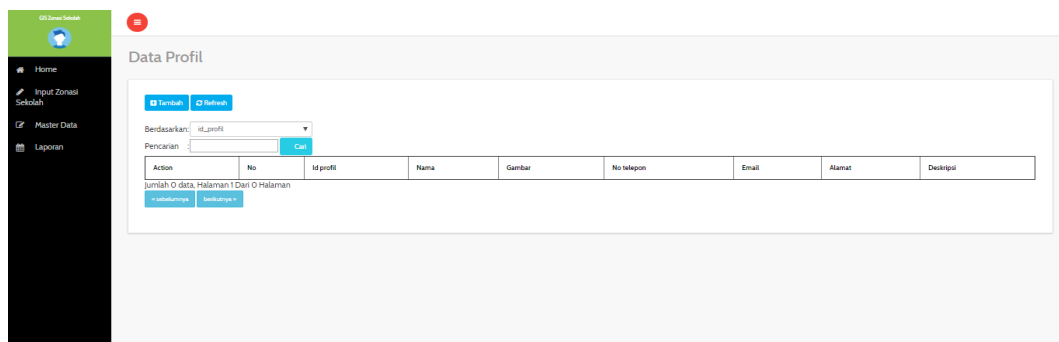 GIS Zonasi Sekolah
Home
Input Zonasi
Sekolah
Master Data
Laporan
Data Profil
Tambah Refresh
Berdasarkan: id_profil
Pencarian : Cari
Action No Id profil Nama Gambar No telepon Email Alamat Deskripsi
Jumlah 0 data, Halaman 1 Dari 0 Halaman
« sebelumnya berikutnya »